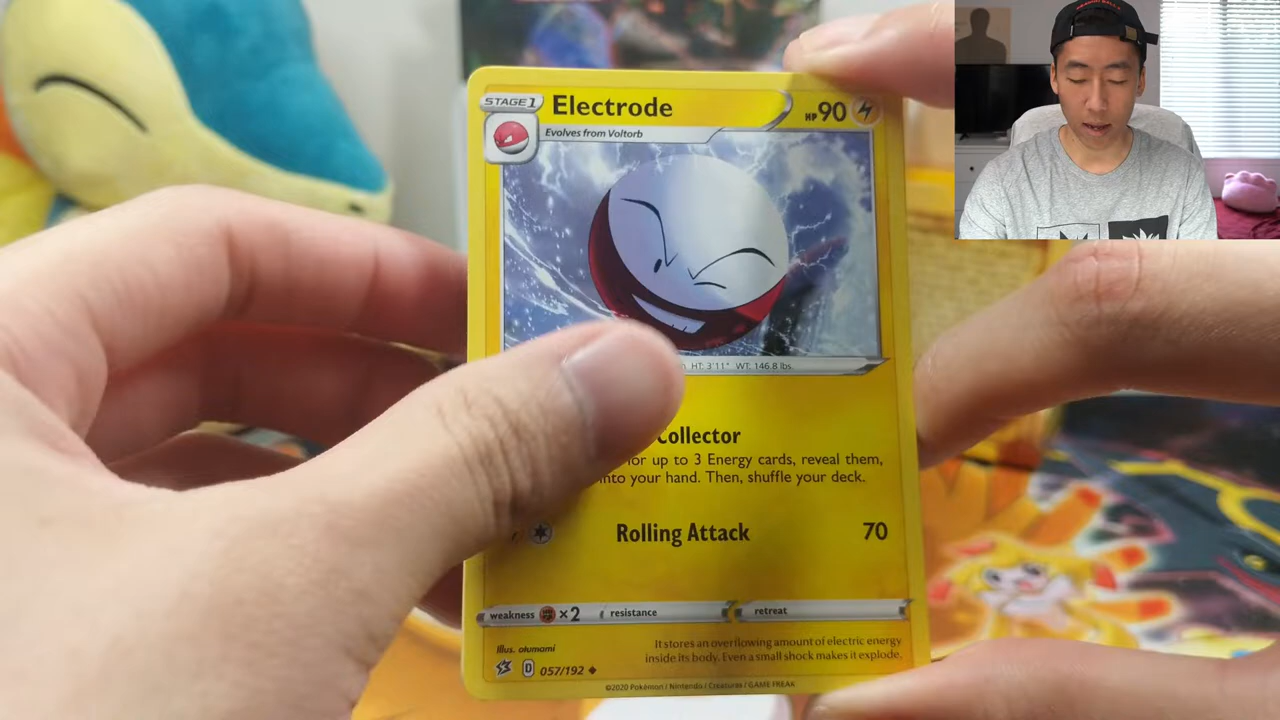 STAGE 1
Electrode
HP 90
Evolves from Voltorb
HT: 3'11" WT: 146.8 lbs.
Collector
for up to 3 Energy cards, reveal them,
into your hand. Then, shuffle your deck.
Rolling Attack 70
weakness ×2 resistance retreat
Illus. otumami
It stores an overflowing amount of electric energy
inside its body. Even a small shock makes it explode.
D 057/192
©2020 Pokémon / Nintendo / Creatures / GAME FREAK